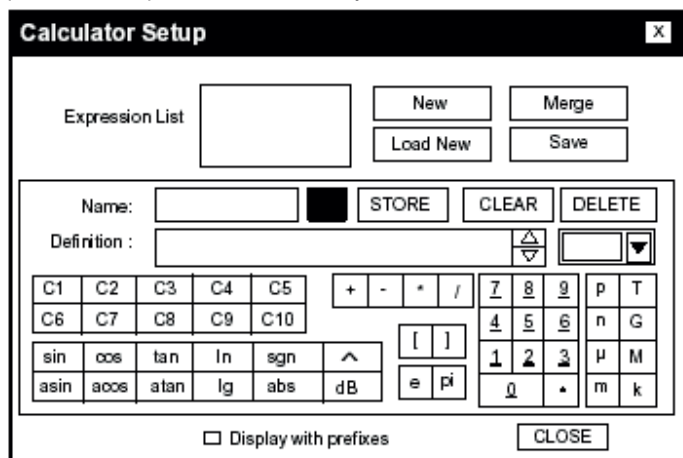 Calculator Setup X
Expression List New Merge
Load New Save
Name: STORE CLEAR DELETE
Definition :
C1 C2 C3 C4 C5 + - * / 7 8 9 p T
C6 C7 C8 C9 C10 4 5 6 n G
sin cos tan ln sgn ^ [ ] 1 2 3 µ M
asin acos atan lg abs dB e pi 0 . m k
Display with prefixes CLOSE